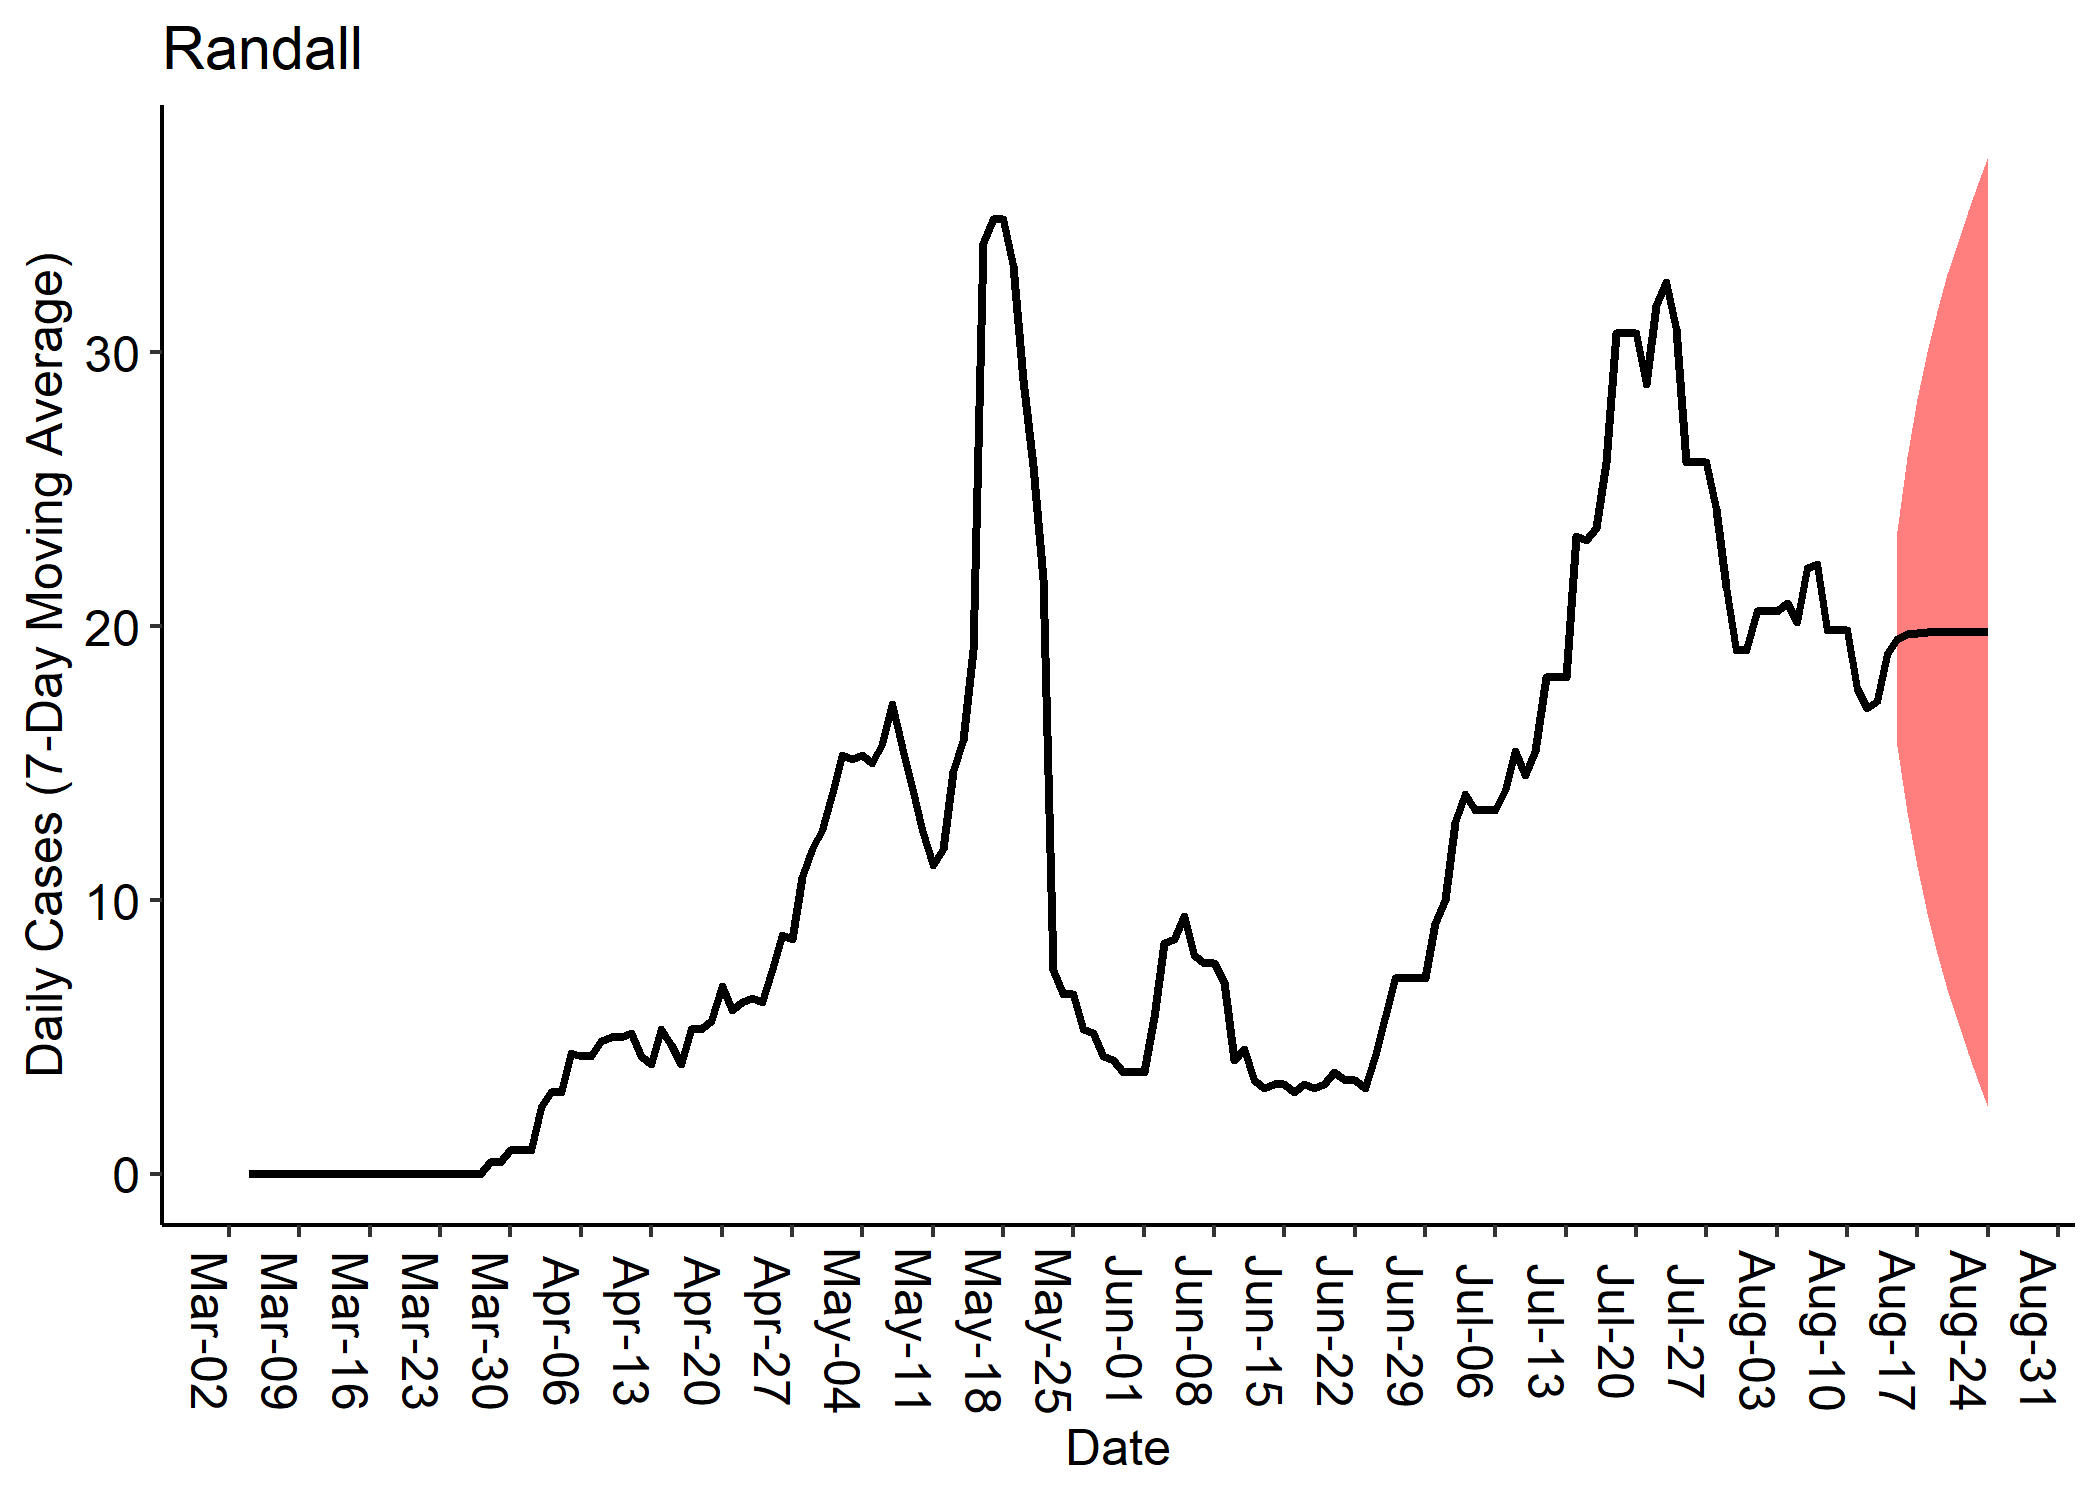 Randall
Daily Cases (7-Day Moving Average)
30
20
10
0
Mar-02
Mar-09
Mar-16
Mar-23
Mar-30
Apr-06
Apr-13
Apr-20
Apr-27
May-04
May-11
May-18
May-25
Jun-01
Jun-08
Jun-15
Jun-22
Jun-29
Jul-06
Jul-13
Jul-20
Jul-27
Aug-03
Aug-10
Aug-17
Aug-24
Aug-31
Date